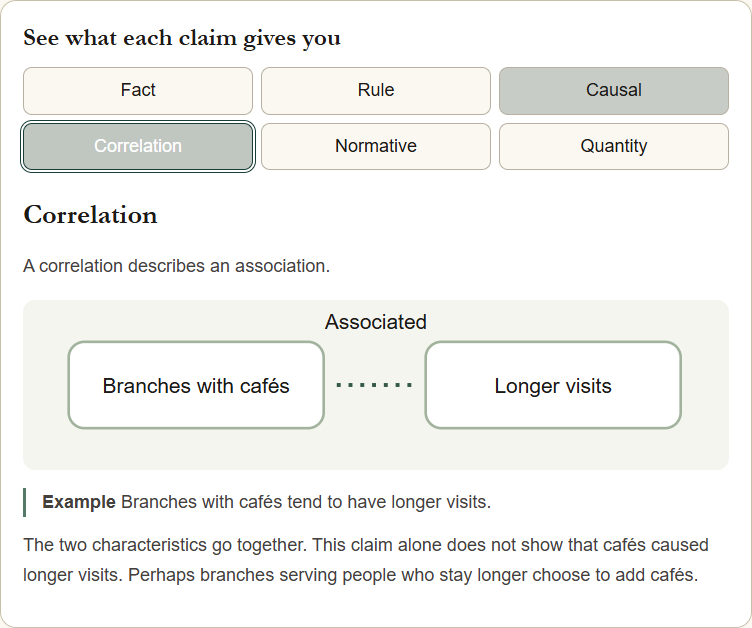 See what each claim gives you
Fact
Rule
Causal
Correlation
Normative
Quantity
Correlation
A correlation describes an association.
Associated
Branches with cafés
Longer visits
Example Branches with cafés tend to have longer visits.
The two characteristics go together. This claim alone does not show that cafés caused
longer visits. Perhaps branches serving people who stay longer choose to add cafés.